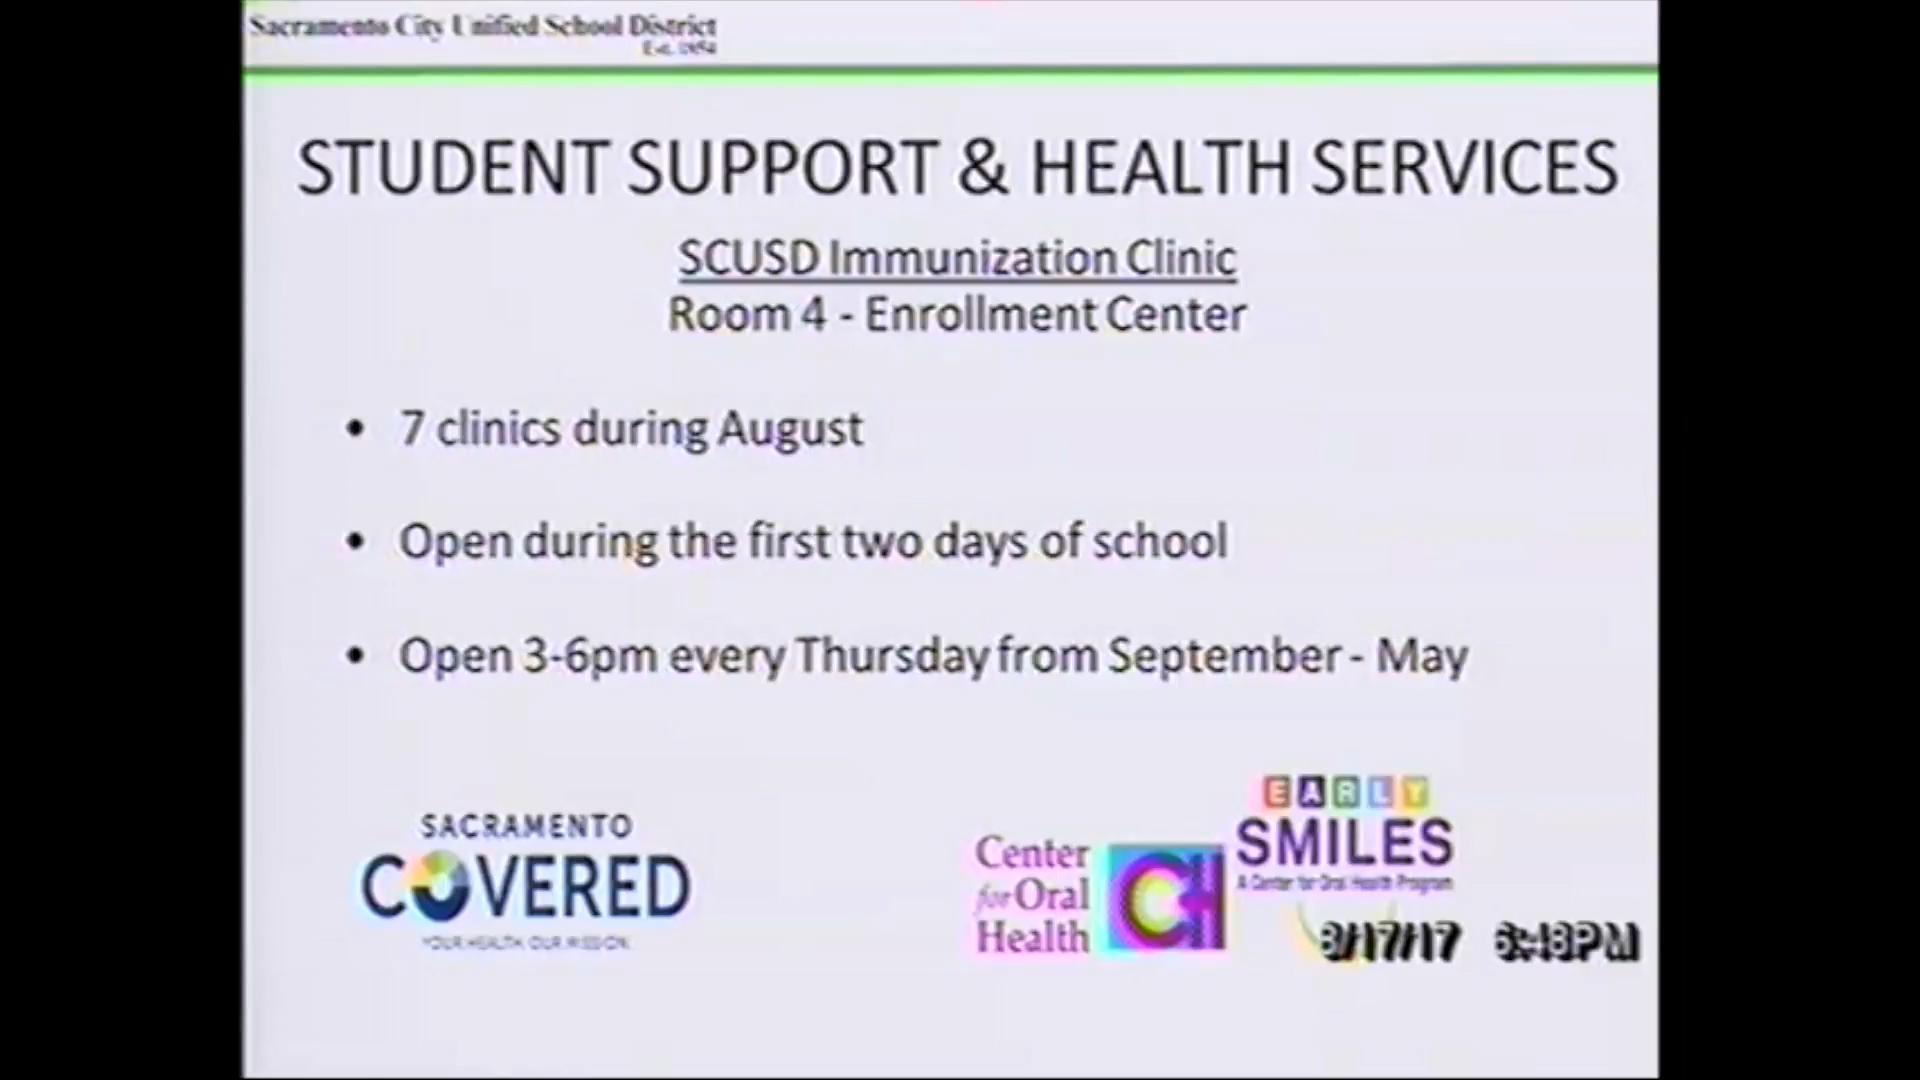 Sacramento City Unified School District
Est. 1854
STUDENT SUPPORT & HEALTH SERVICES
SCUSD Immunization Clinic
Room 4 - Enrollment Center
• 7 clinics during August
• Open during the first two days of school
• Open 3-6pm every Thursday from September - May
SACRAMENTO
COVERED
YOUR HEALTH. OUR MISSION.
Center
for Oral
Health
EARLY
SMILES
A Center for Oral Health Program
8/17/17 6:48PM